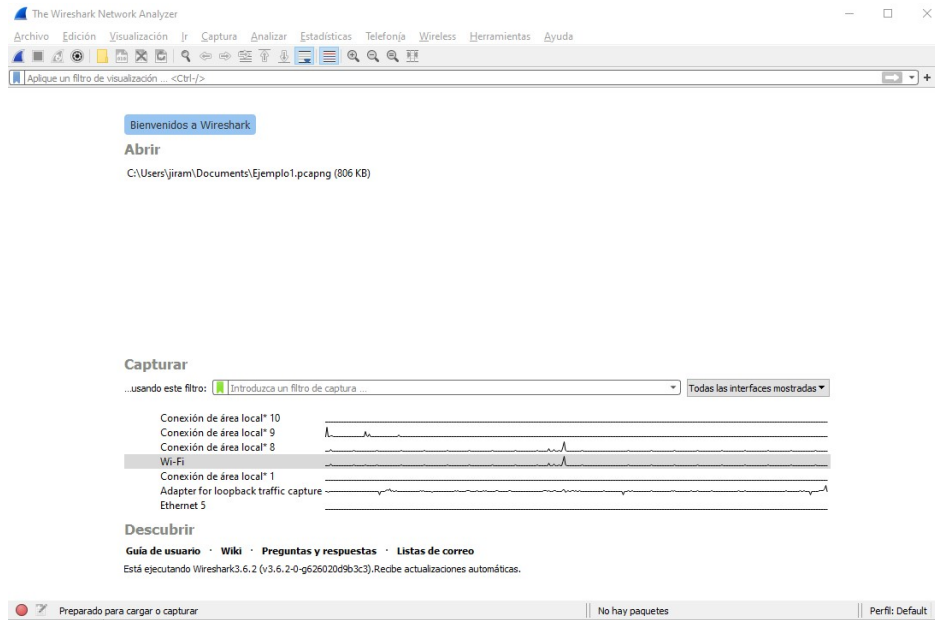 The Wireshark Network Analyzer
Archivo Edición Visualización Ir Captura Analizar Estadísticas Telefonía Wireless Herramientas Ayuda
Aplique un filtro de visualización ... <Ctrl-/>
Bienvenidos a Wireshark
Abrir
C:\Users\jiram\Documents\Ejemplo1.pcapng (806 KB)
Capturar
...usando este filtro: Introduzca un filtro de captura ... Todas las interfaces mostradas
Conexión de área local* 10
Conexión de área local* 9
Conexión de área local* 8
Wi-Fi
Conexión de área local* 1
Adapter for loopback traffic capture
Ethernet 5
Descubrir
Guía de usuario · Wiki · Preguntas y respuestas · Listas de correo
Está ejecutando Wireshark3.6.2 (v3.6.2-0-g626020d9b3c3).Recibe actualizaciones automáticas.
Preparado para cargar o capturar No hay paquetes Perfil: Default